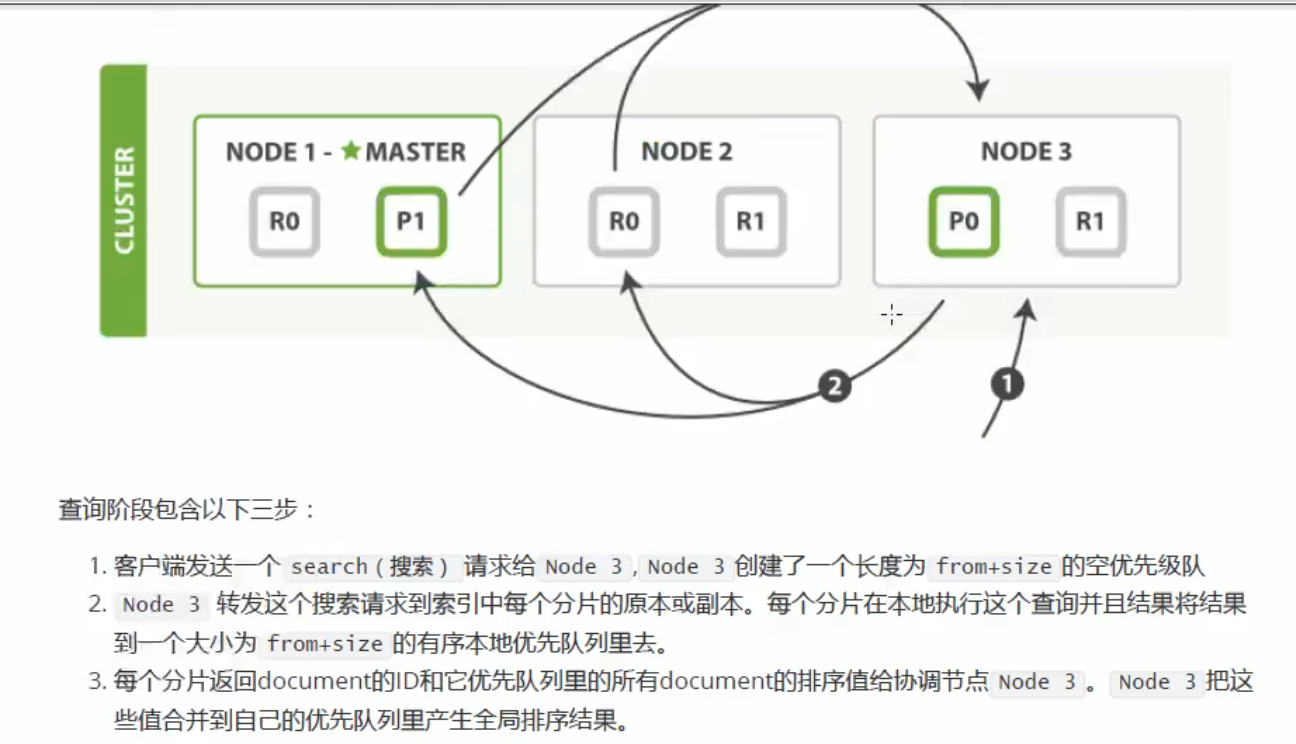 CLUSTER
NODE 1 - ★ MASTER
NODE 2
NODE 3
R0
P1
R0
R1
P0
R1
2
1
查询阶段包含以下三步：
1. 客户端发送一个 search（搜索） 请求给 Node 3 , Node 3 创建了一个长度为 from+size 的空优先级队
2. Node 3 转发这个搜索请求到索引中每个分片的原本或副本。每个分片在本地执行这个查询并且结果将结果
到一个大小为 from+size 的有序本地优先队列里去。
3. 每个分片返回document的ID和它优先队列里的所有document的排序值给协调节点 Node 3 。 Node 3 把这
些值合并到自己的优先队列里产生全局排序结果。